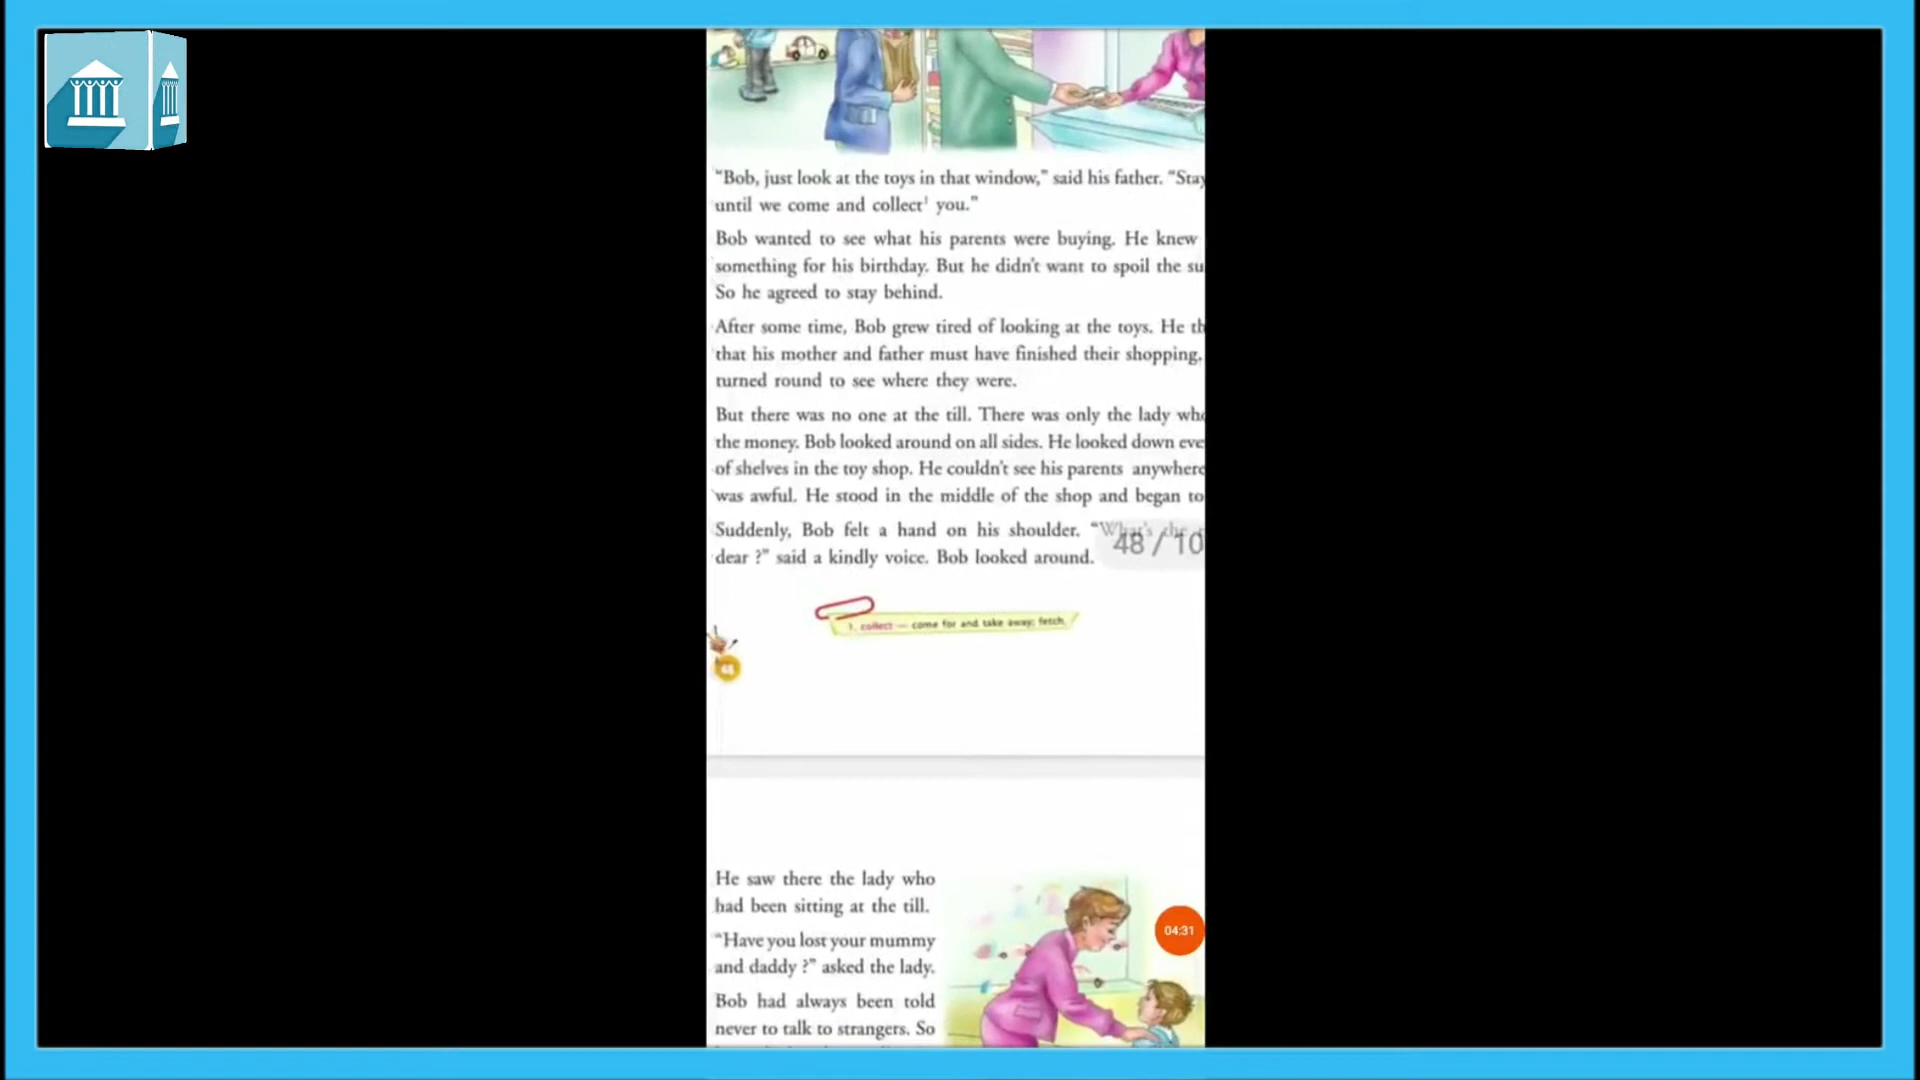 “Bob, just look at the toys in that window,” said his father. “Stay
until we come and collect¹ you.”
Bob wanted to see what his parents were buying. He knew
something for his birthday. But he didn't want to spoil the su
So he agreed to stay behind.
After some time, Bob grew tired of looking at the toys. He th
that his mother and father must have finished their shopping.
turned round to see where they were.
But there was no one at the till. There was only the lady who
the money. Bob looked around on all sides. He looked down eve
of shelves in the toy shop. He couldn't see his parents anywhere
was awful. He stood in the middle of the shop and began to
Suddenly, Bob felt a hand on his shoulder. “What's the
dear ?” said a kindly voice. Bob looked around.
48 / 10
1. collect — come for and take away; fetch.
He saw there the lady who
had been sitting at the till.
“Have you lost your mummy
and daddy ?” asked the lady.
04:31
Bob had always been told
never to talk to strangers. So